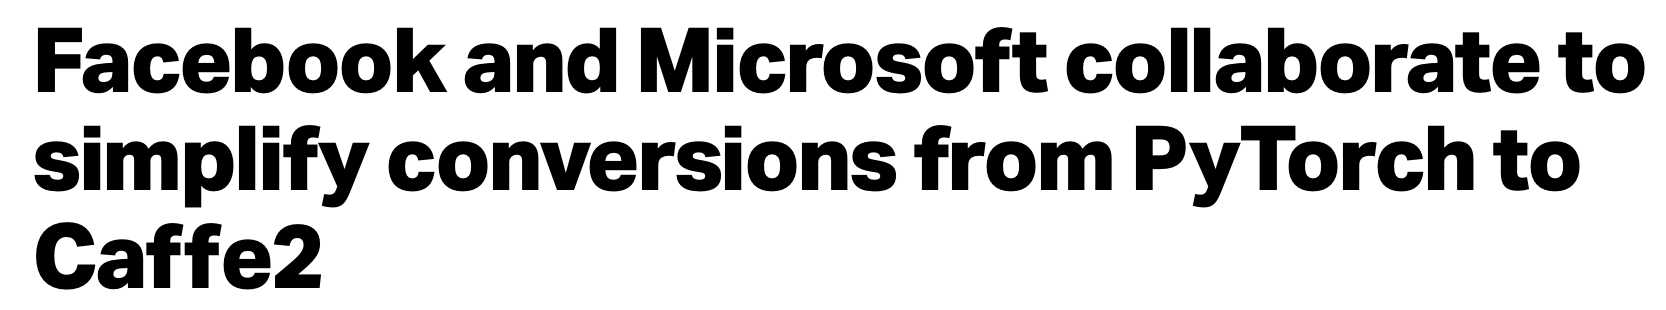 Facebook and Microsoft collaborate to
simplify conversions from PyTorch to
Caffe2